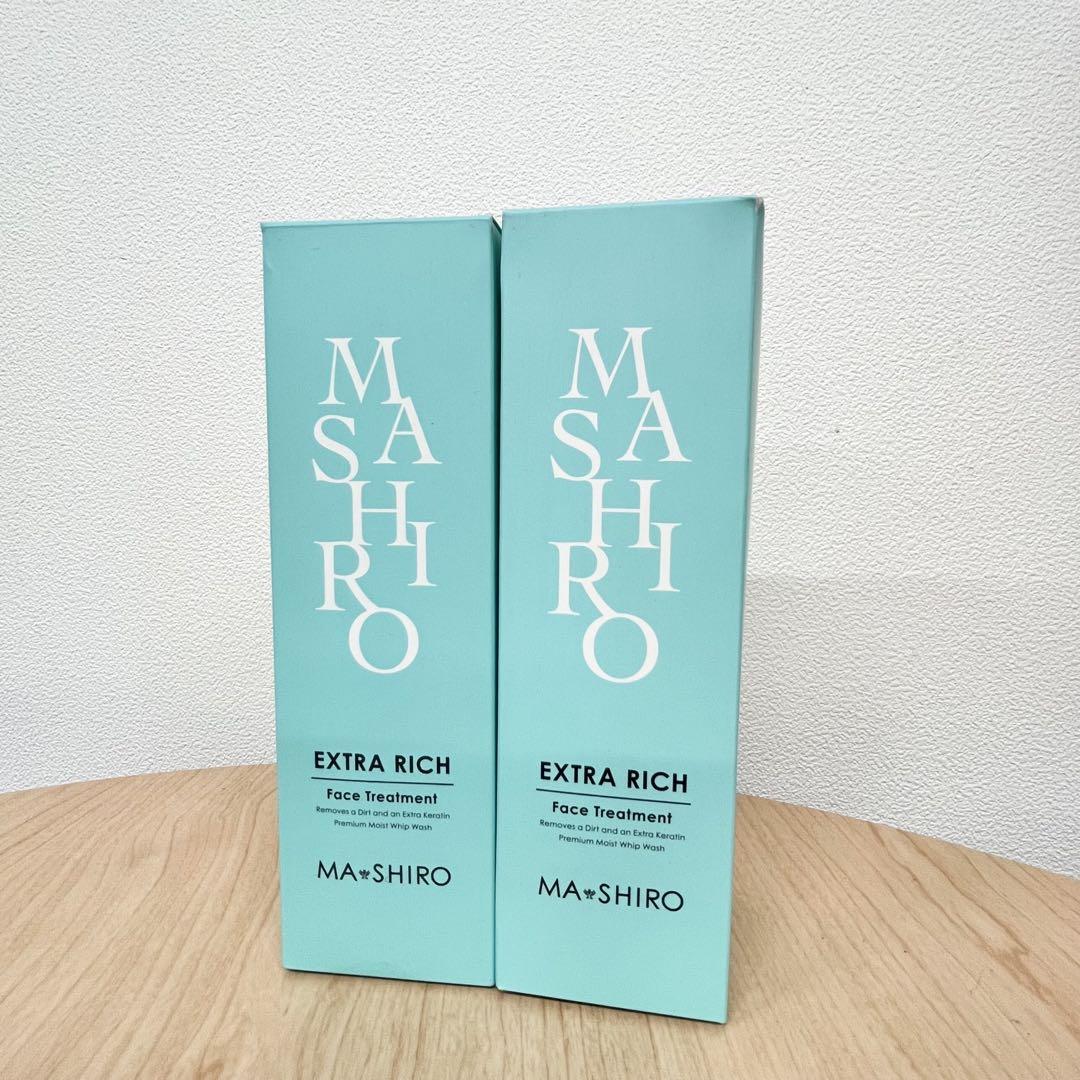 MASHIRO
EXTRA RICH
Face Treatment
Removes a Dirt and an Extra Keratin
Premium Moist Whip Wash
MA SHIRO
MASHIRO
EXTRA RICH
Face Treatment
Removes a Dirt and an Extra Keratin
Premium Moist Whip Wash
MA SHIRO